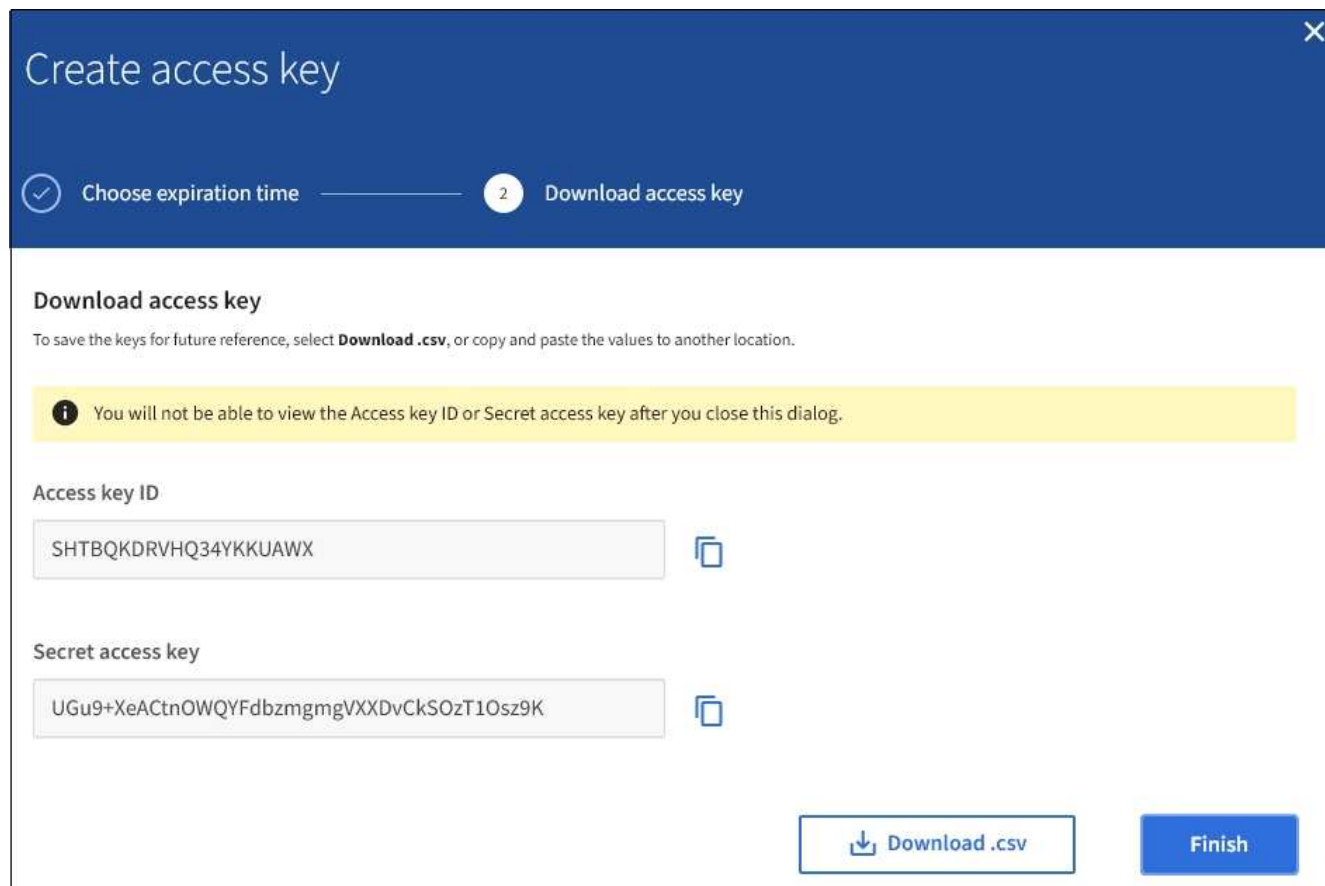 Create access key
Choose expiration time
2
Download access key
Download access key
To save the keys for future reference, select Download .csv, or copy and paste the values to another location.
You will not be able to view the Access key ID or Secret access key after you close this dialog.
Access key ID
SHTBQKDRVHQ34YKKUAWX
Secret access key
UGu9+XeACtnOWQYFdbzmgmgVXXDvCkSOzT1Osz9K
Download .csv
Finish